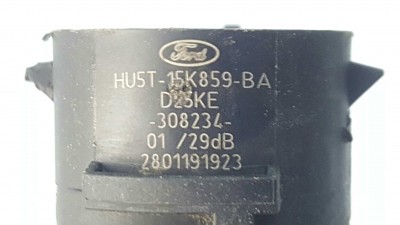 Ford
HU5T-15K859-BA
-308234-
01 /29dB
2801191923